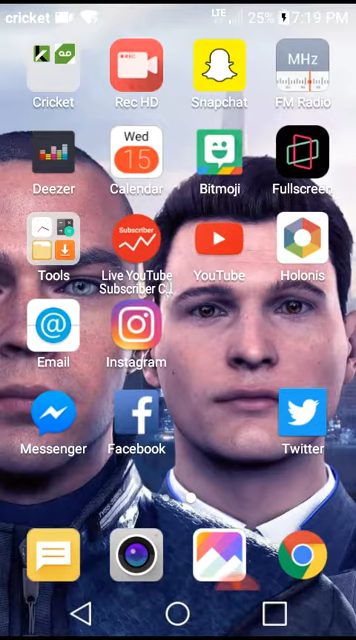 cricket LTE 25% 7:19 PM
Cricket Rec HD Snapchat MHz FM Radio
Deezer Wed 15 Calendar Bitmoji Fullscreen
Tools Subscriber Live YouTube Subscriber C... YouTube Holonis
@ Email Instagram
Messenger Facebook Twitter